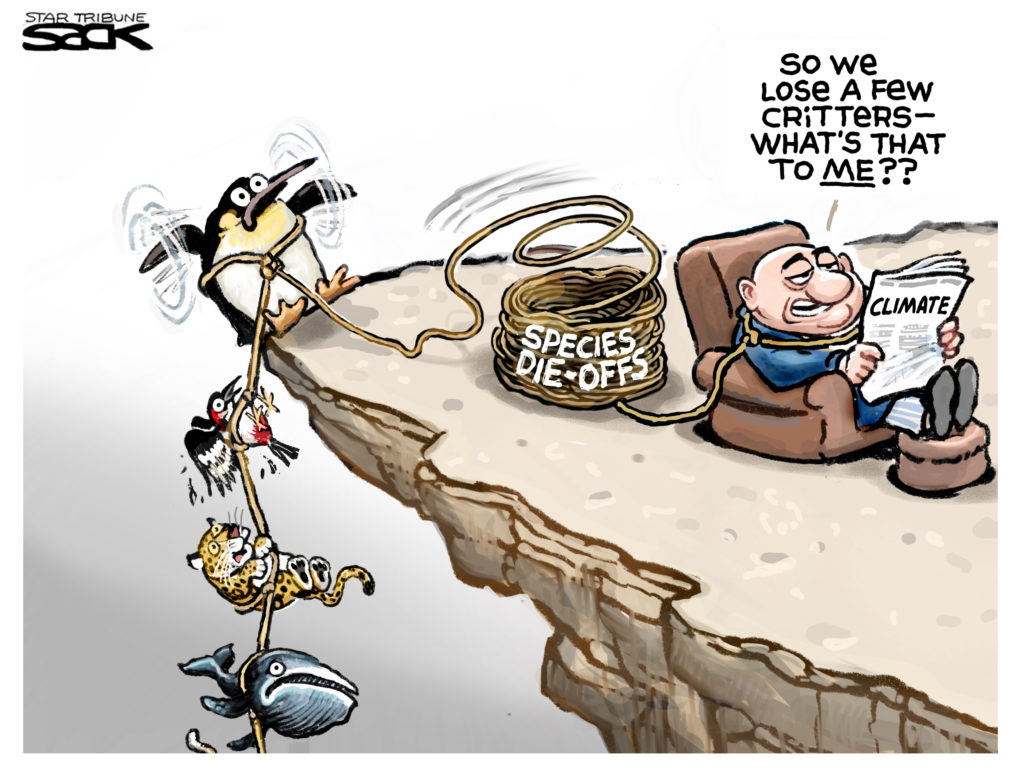 STAR TRIBUNE
SACK
SO WE
LOSE A FEW
CRITTERS—
WHAT'S THAT
TO ME??
CLIMATE
SPECIES
DIE-OFFS